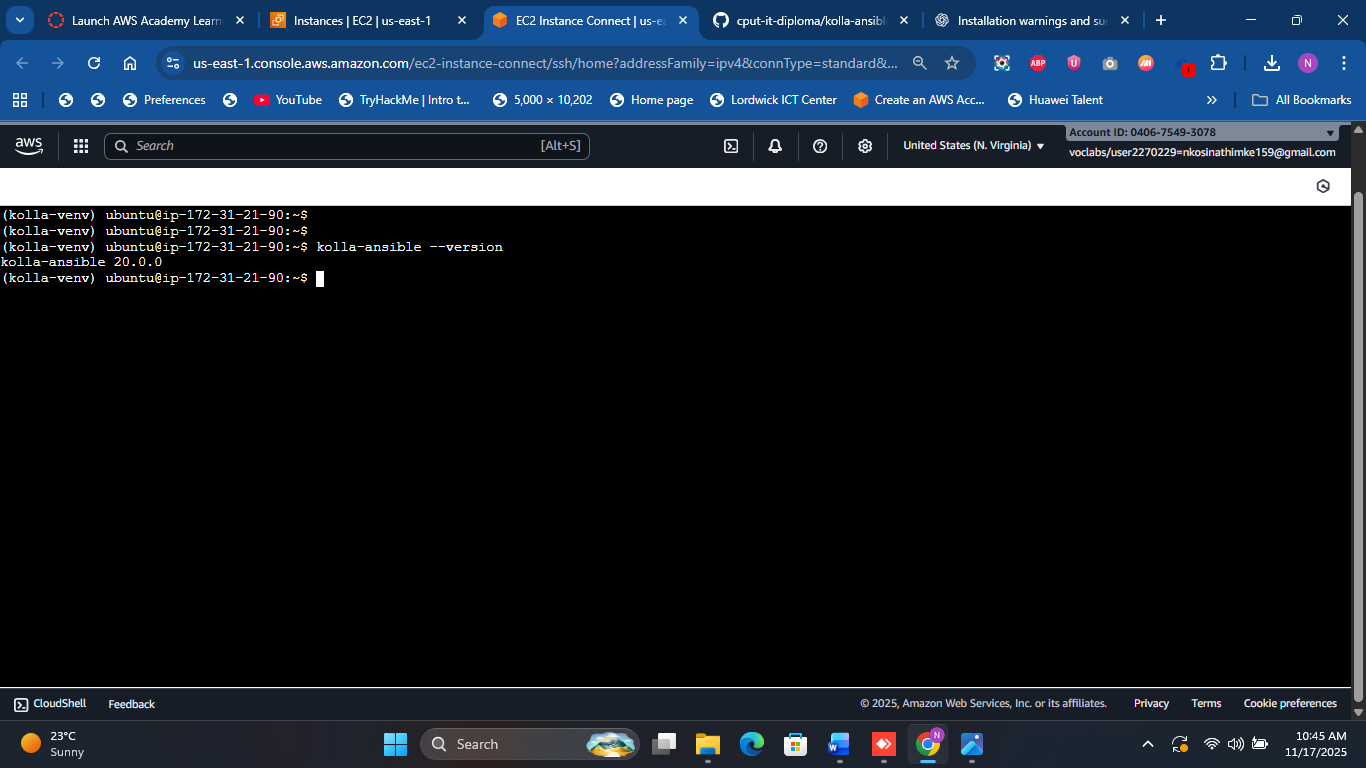 Launch AWS Academy Learn
Instances | EC2 | us-east-1
EC2 Instance Connect | us-ea
cput-it-diploma/kolla-ansibl
Installation warnings and su
us-east-1.console.aws.amazon.com/ec2-instance-connect/ssh/home?addressFamily=ipv4&connType=standard&...
ABP
U
1
N
Preferences
YouTube
TryHackMe | Intro t...
5,000 × 10,202
Home page
Lordwick ICT Center
Create an AWS Acc...
Huawei Talent
»
All Bookmarks
aws
Search
[Alt+S]
United States (N. Virginia)
Account ID: 0406-7549-3078
voclabs/user2270229=nkosinathimke159@gmail.com
(kolla-venv) ubuntu@ip-172-31-21-90:~$
(kolla-venv) ubuntu@ip-172-31-21-90:~$
(kolla-venv) ubuntu@ip-172-31-21-90:~$ kolla-ansible --version
kolla-ansible 20.0.0
(kolla-venv) ubuntu@ip-172-31-21-90:~$
CloudShell
Feedback
© 2025, Amazon Web Services, Inc. or its affiliates.
Privacy
Terms
Cookie preferences
23°C
Sunny
Search
W
N
10:45 AM
11/17/2025